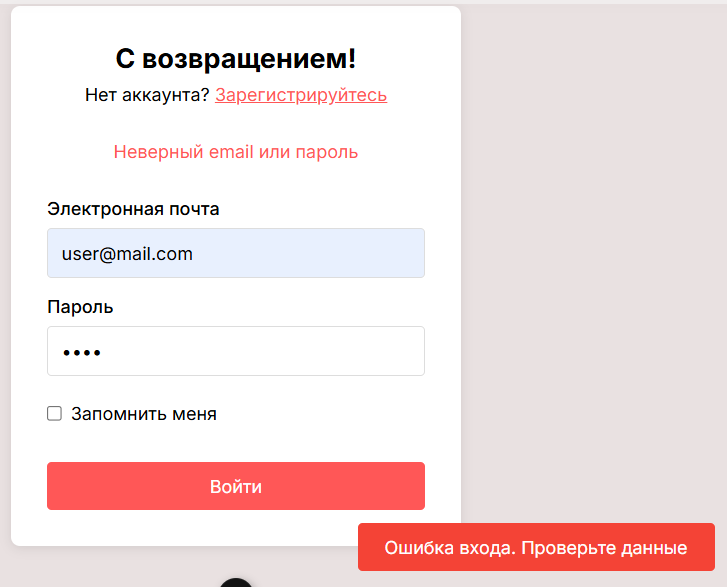 С возвращением!
Нет аккаунта? Зарегистрируйтесь
Неверный email или пароль
Электронная почта
user@mail.com
Пароль
••••
Запомнить меня
Войти
Ошибка входа. Проверьте данные